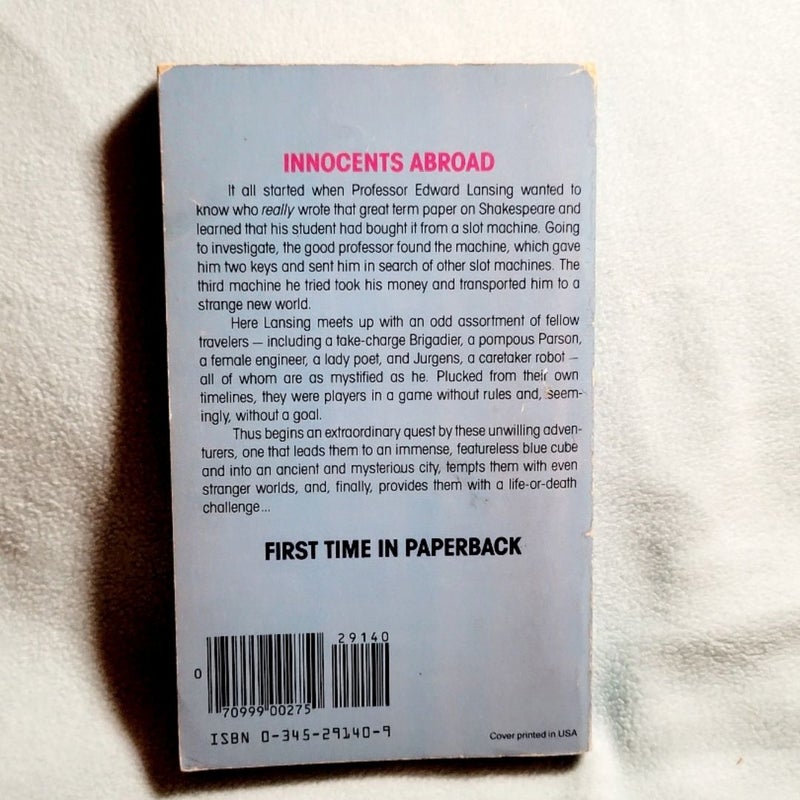 INNOCENTS ABROAD
It all started when Professor Edward Lansing wanted to
know who really wrote that great term paper on Shakespeare and
learned that his student had bought it from a slot machine. Going
to investigate, the good professor found the machine, which gave
him two keys and sent him in search of other slot machines. The
third machine he tried took his money and transported him to a
strange new world.
Here Lansing meets up with an odd assortment of fellow
travelers — including a take-charge Brigadier, a pompous Parson,
a female engineer, a lady poet, and Jurgens, a caretaker robot —
all of whom are as mystified as he. Plucked from their own
timelines, they were players in a game without rules and, seem-
ingly, without a goal.
Thus begins an extraordinary quest by these unwilling adven-
turers, one that leads them to an immense, featureless blue cube
and into an ancient and mysterious city, tempts them with even
stranger worlds, and, finally, provides them with a life-or-death
challenge...
FIRST TIME IN PAPERBACK
29140
0
70999 00275
ISBN 0-345-29140-9
Cover printed in USA